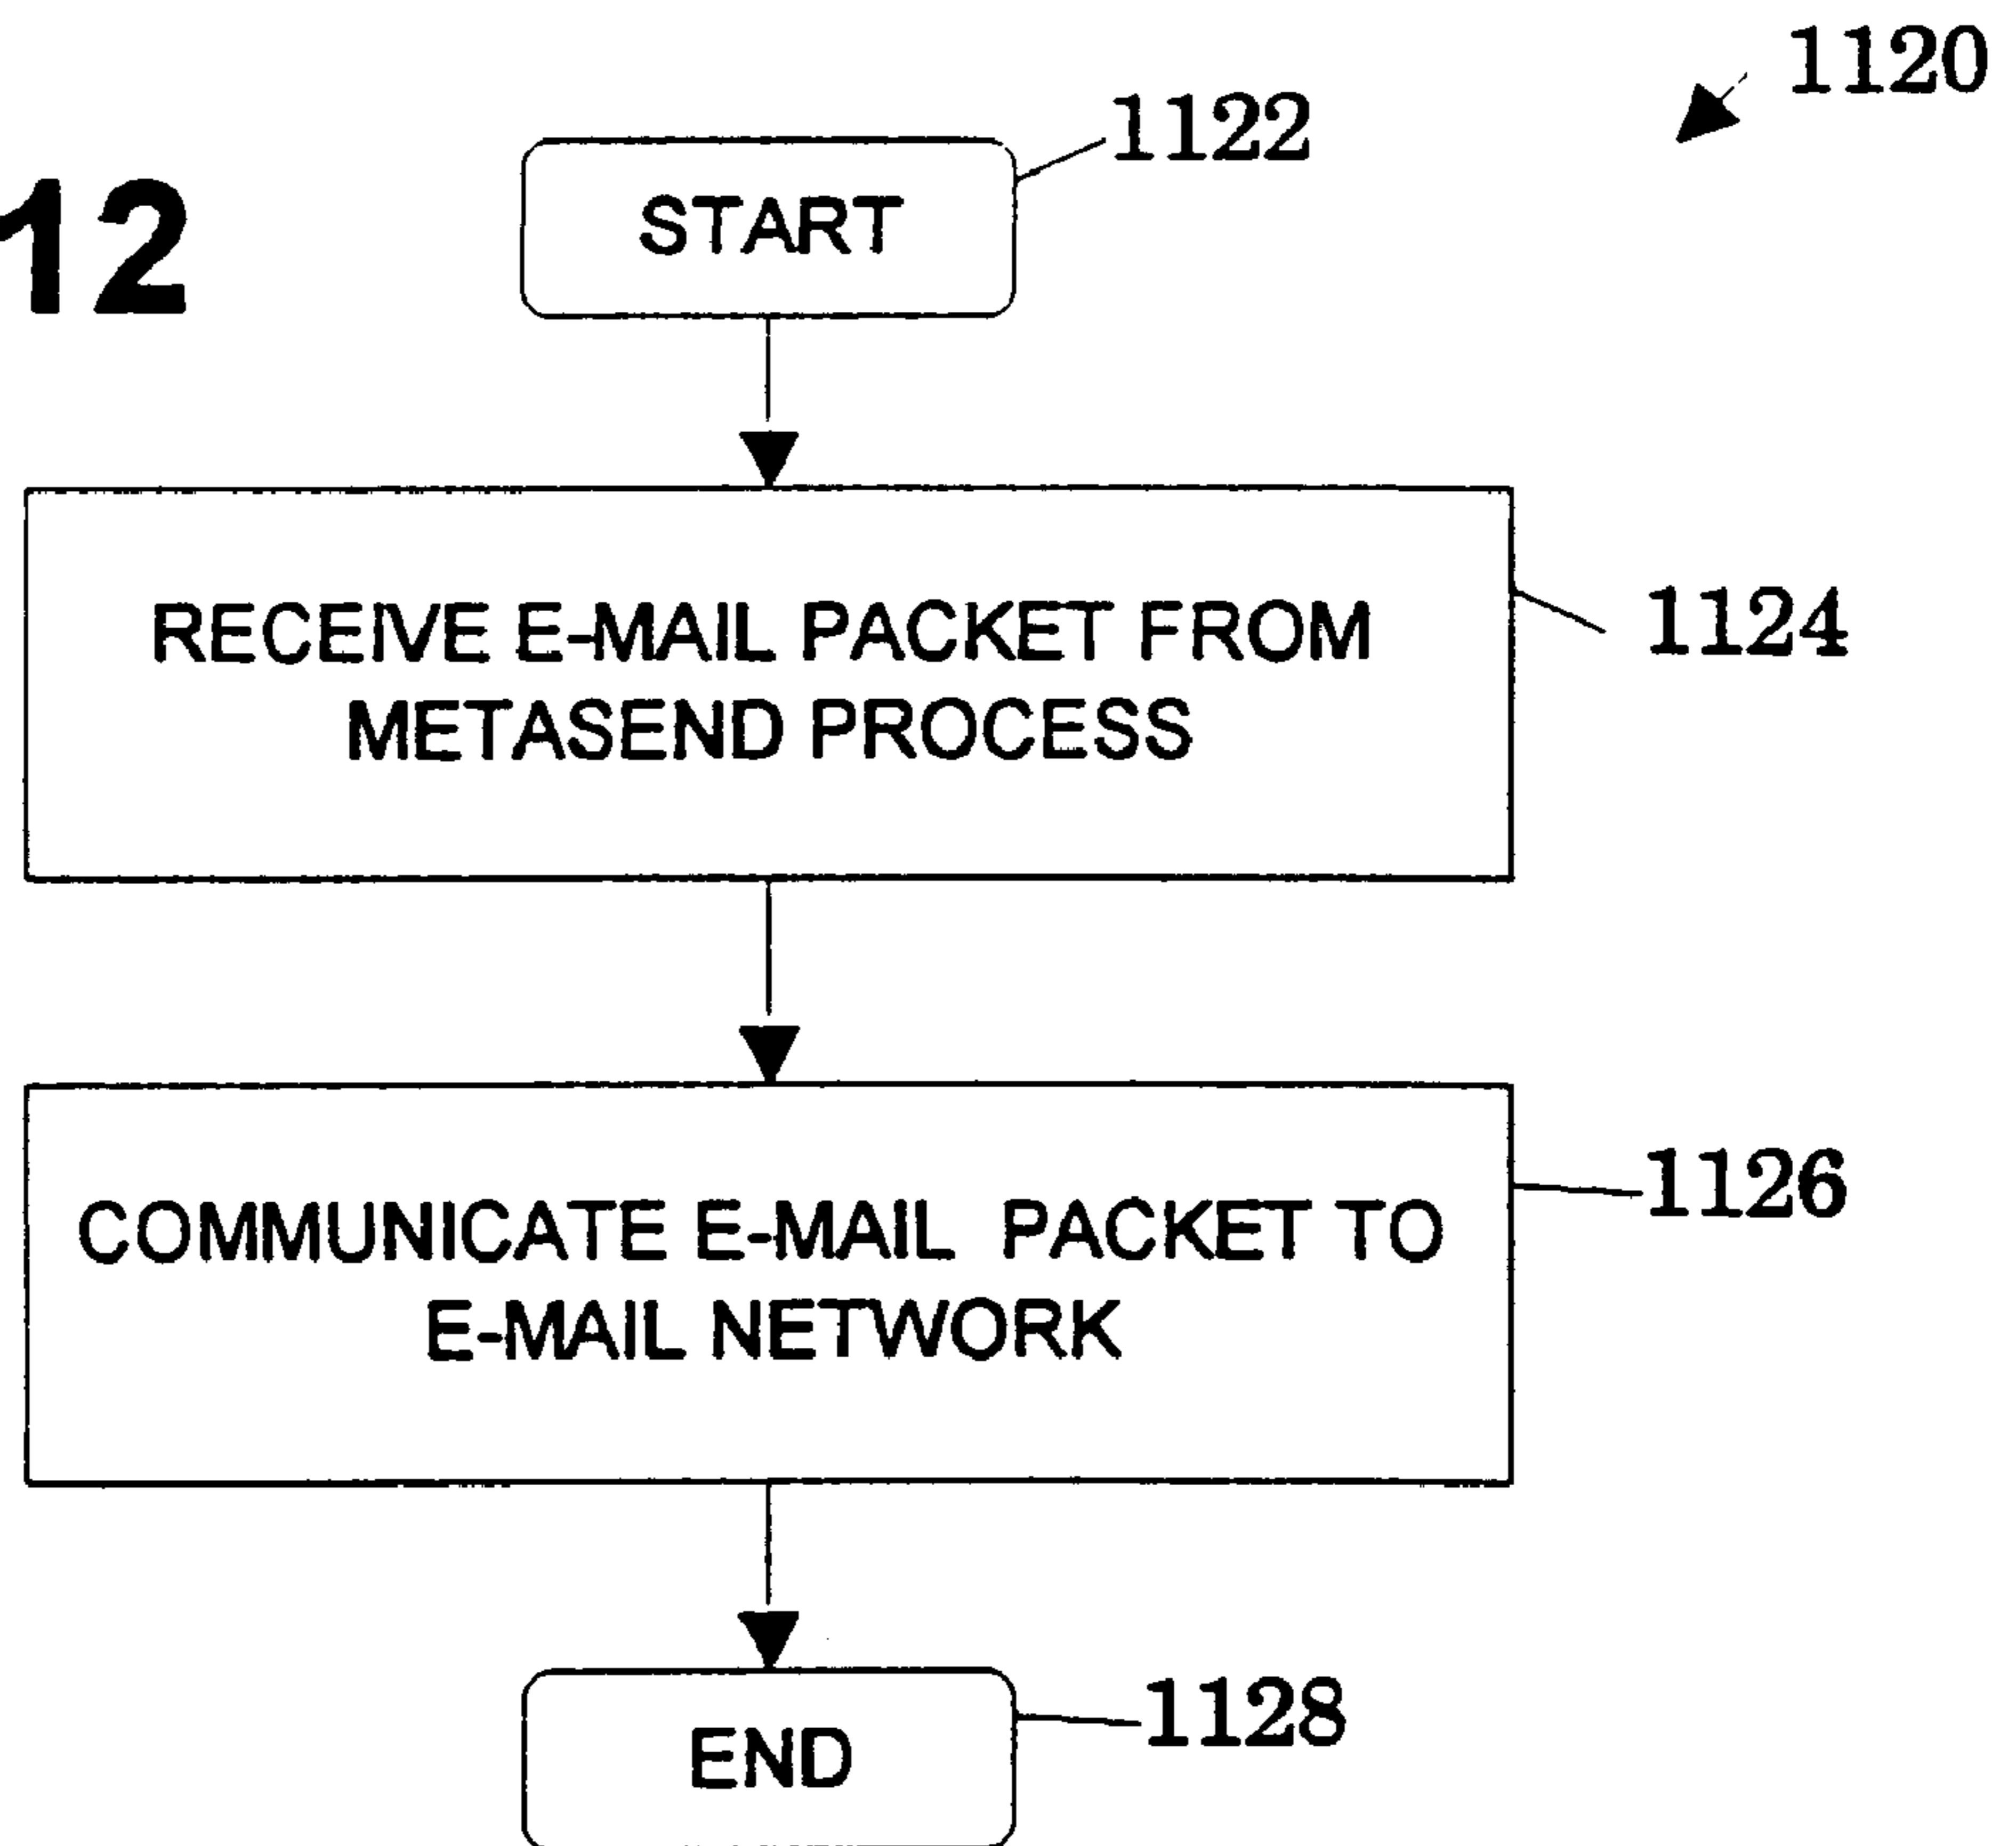 1120
1122
12
START
RECEIVE E-MAIL PACKET FROM
METASEND PROCESS
1124
COMMUNICATE E-MAIL PACKET TO
E-MAIL NETWORK
1126
END
1128